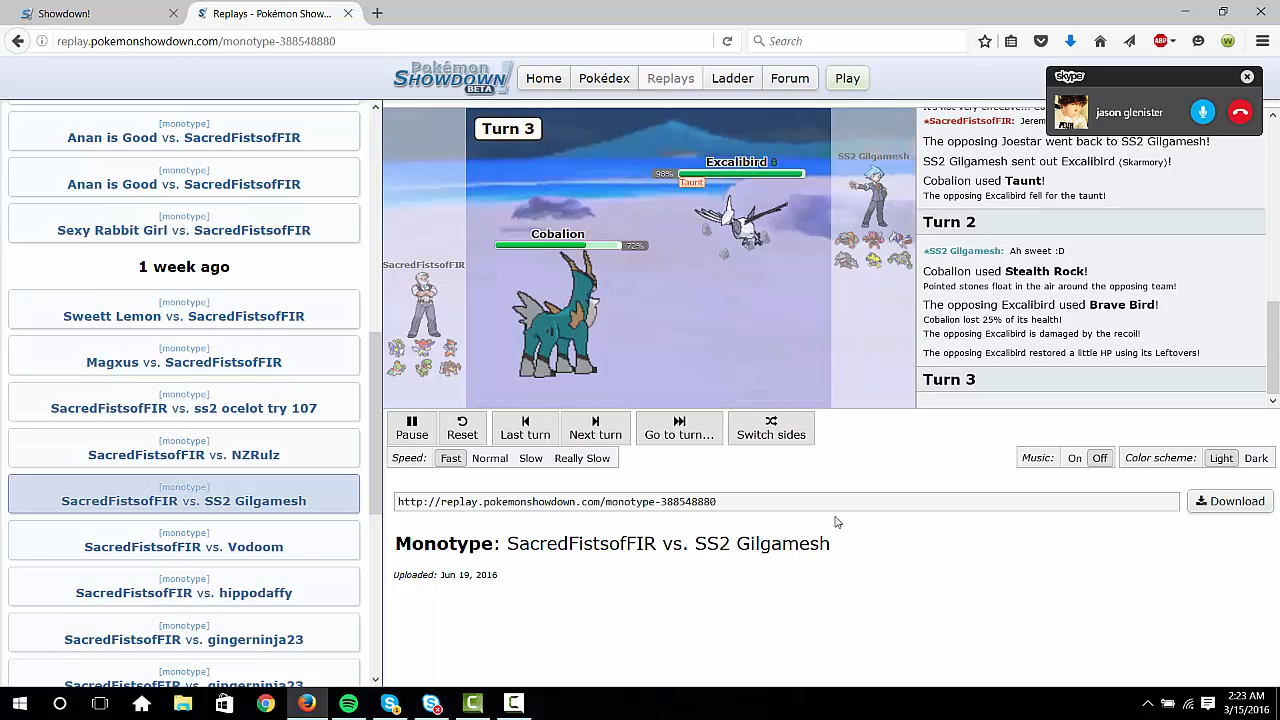 Showdown!
Replays - Pokémon Show...
replay.pokemonshowdown.com/monotype-388548880
Search
ABP
Pokémon
SHOWDOWN!
BETA
Home
Pokédex
Replays
Ladder
Forum
Play
skype
jason glenister
Anan is Good vs. SacredFistsofFIR
[monotype]
Anan is Good vs. SacredFistsofFIR
[monotype]
Sexy Rabbit Girl vs. SacredFistsofFIR
1 week ago
[monotype]
Sweett Lemon vs. SacredFistsofFIR
[monotype]
Magxus vs. SacredFistsofFIR
[monotype]
SacredFistsofFIR vs. ss2 ocelot try 107
[monotype]
SacredFistsofFIR vs. NZRulz
[monotype]
SacredFistsofFIR vs. SS2 Gilgamesh
[monotype]
SacredFistsofFIR vs. Vodoom
[monotype]
SacredFistsofFIR vs. hippodaffy
[monotype]
SacredFistsofFIR vs. gingerninja23
[monotype]
SacredFistsofFIR vs. gingerninja23
Turn 3
Excalibird
98%
Taunt
Cobalion
72%
SacredFistsofFIR
SS2 Gilgamesh
It's not very effective...
★SacredFistsofFIR: Jerem
The opposing Joestar went back to SS2 Gilgamesh!
SS2 Gilgamesh sent out Excalibird (Skarmory)!
Cobalion used Taunt!
The opposing Excalibird fell for the taunt!
Turn 2
★SS2 Gilgamesh: Ah sweet :D
Cobalion used Stealth Rock!
Pointed stones float in the air around the opposing team!
The opposing Excalibird used Brave Bird!
Cobalion lost 25% of its health!
The opposing Excalibird is damaged by the recoil!
The opposing Excalibird restored a little HP using its Leftovers!
Turn 3
Pause
Reset
Last turn
Next turn
Go to turn...
Switch sides
Speed: Fast Normal Slow Really Slow
Music: On Off
Color scheme: Light Dark
http://replay.pokemonshowdown.com/monotype-388548880
Download
Monotype: SacredFistsofFIR vs. SS2 Gilgamesh
Uploaded: Jun 19, 2016
2:23 AM
3/15/2016